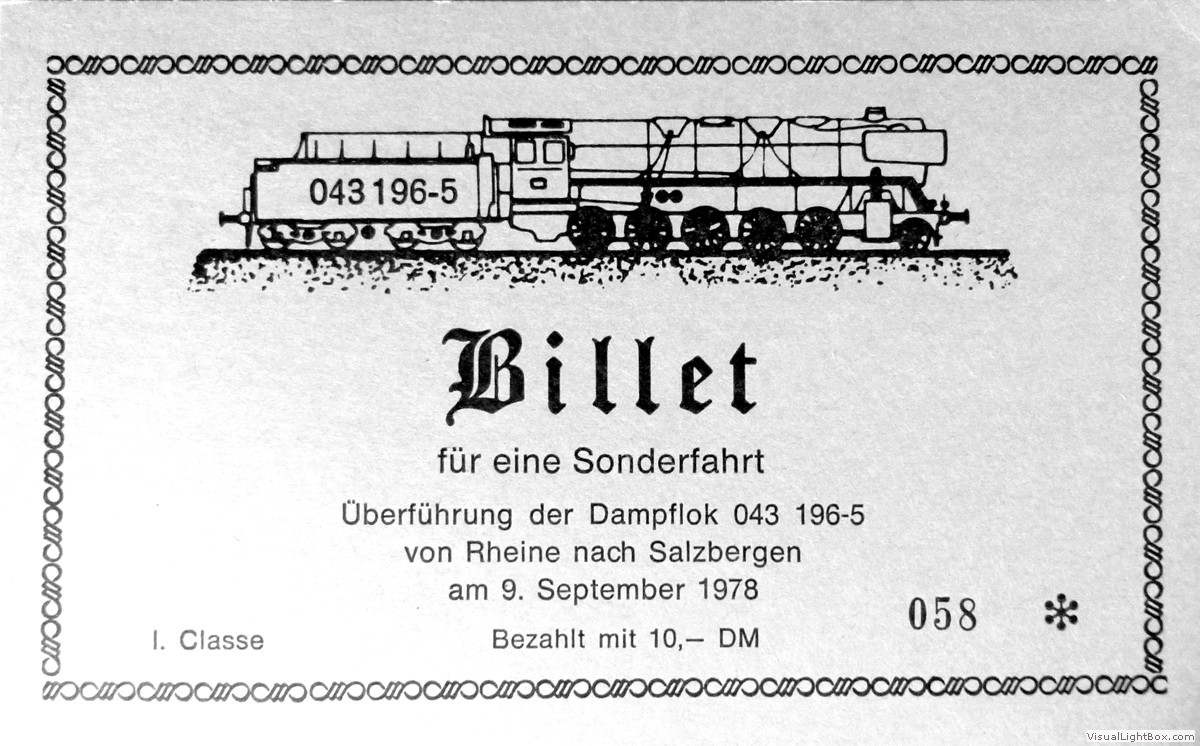 043 196-5
Billet
für eine Sonderfahrt
Überführung der Dampflok 043 196-5
von Rheine nach Salzbergen
am 9. September 1978
058 *
I. Classe
Bezahlt mit 10,— DM
VisualLightBox.com